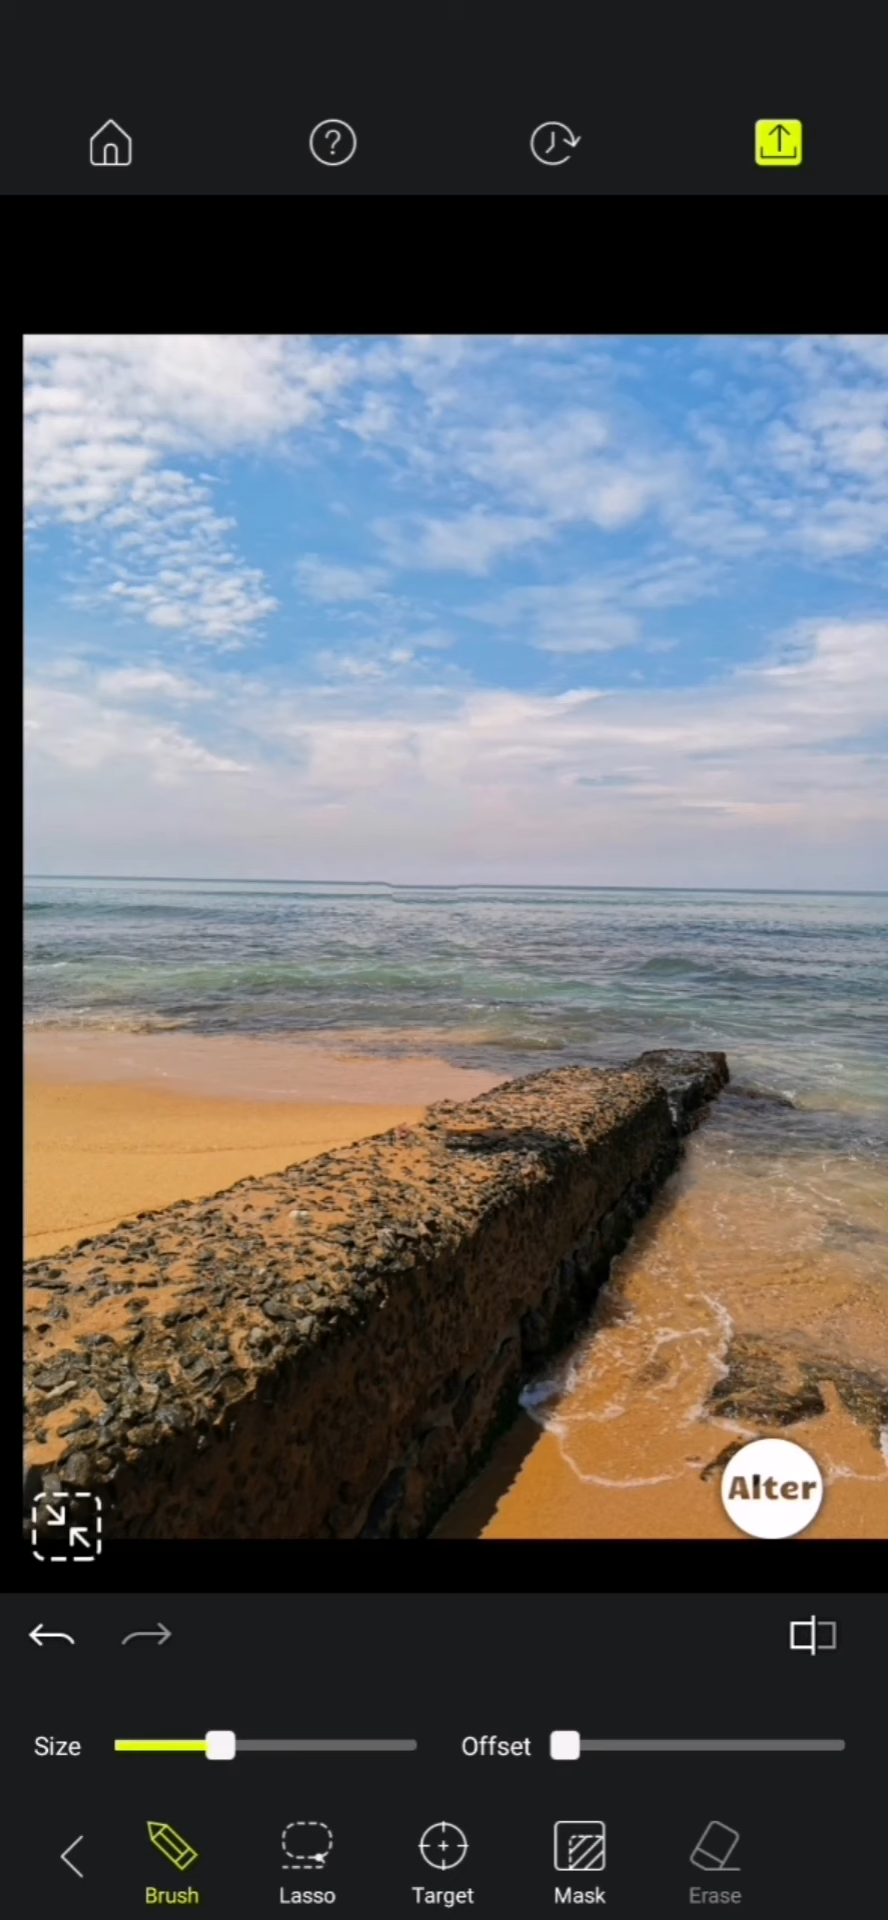 Alter
Size
Offset
Brush
Lasso
Target
Mask
Erase